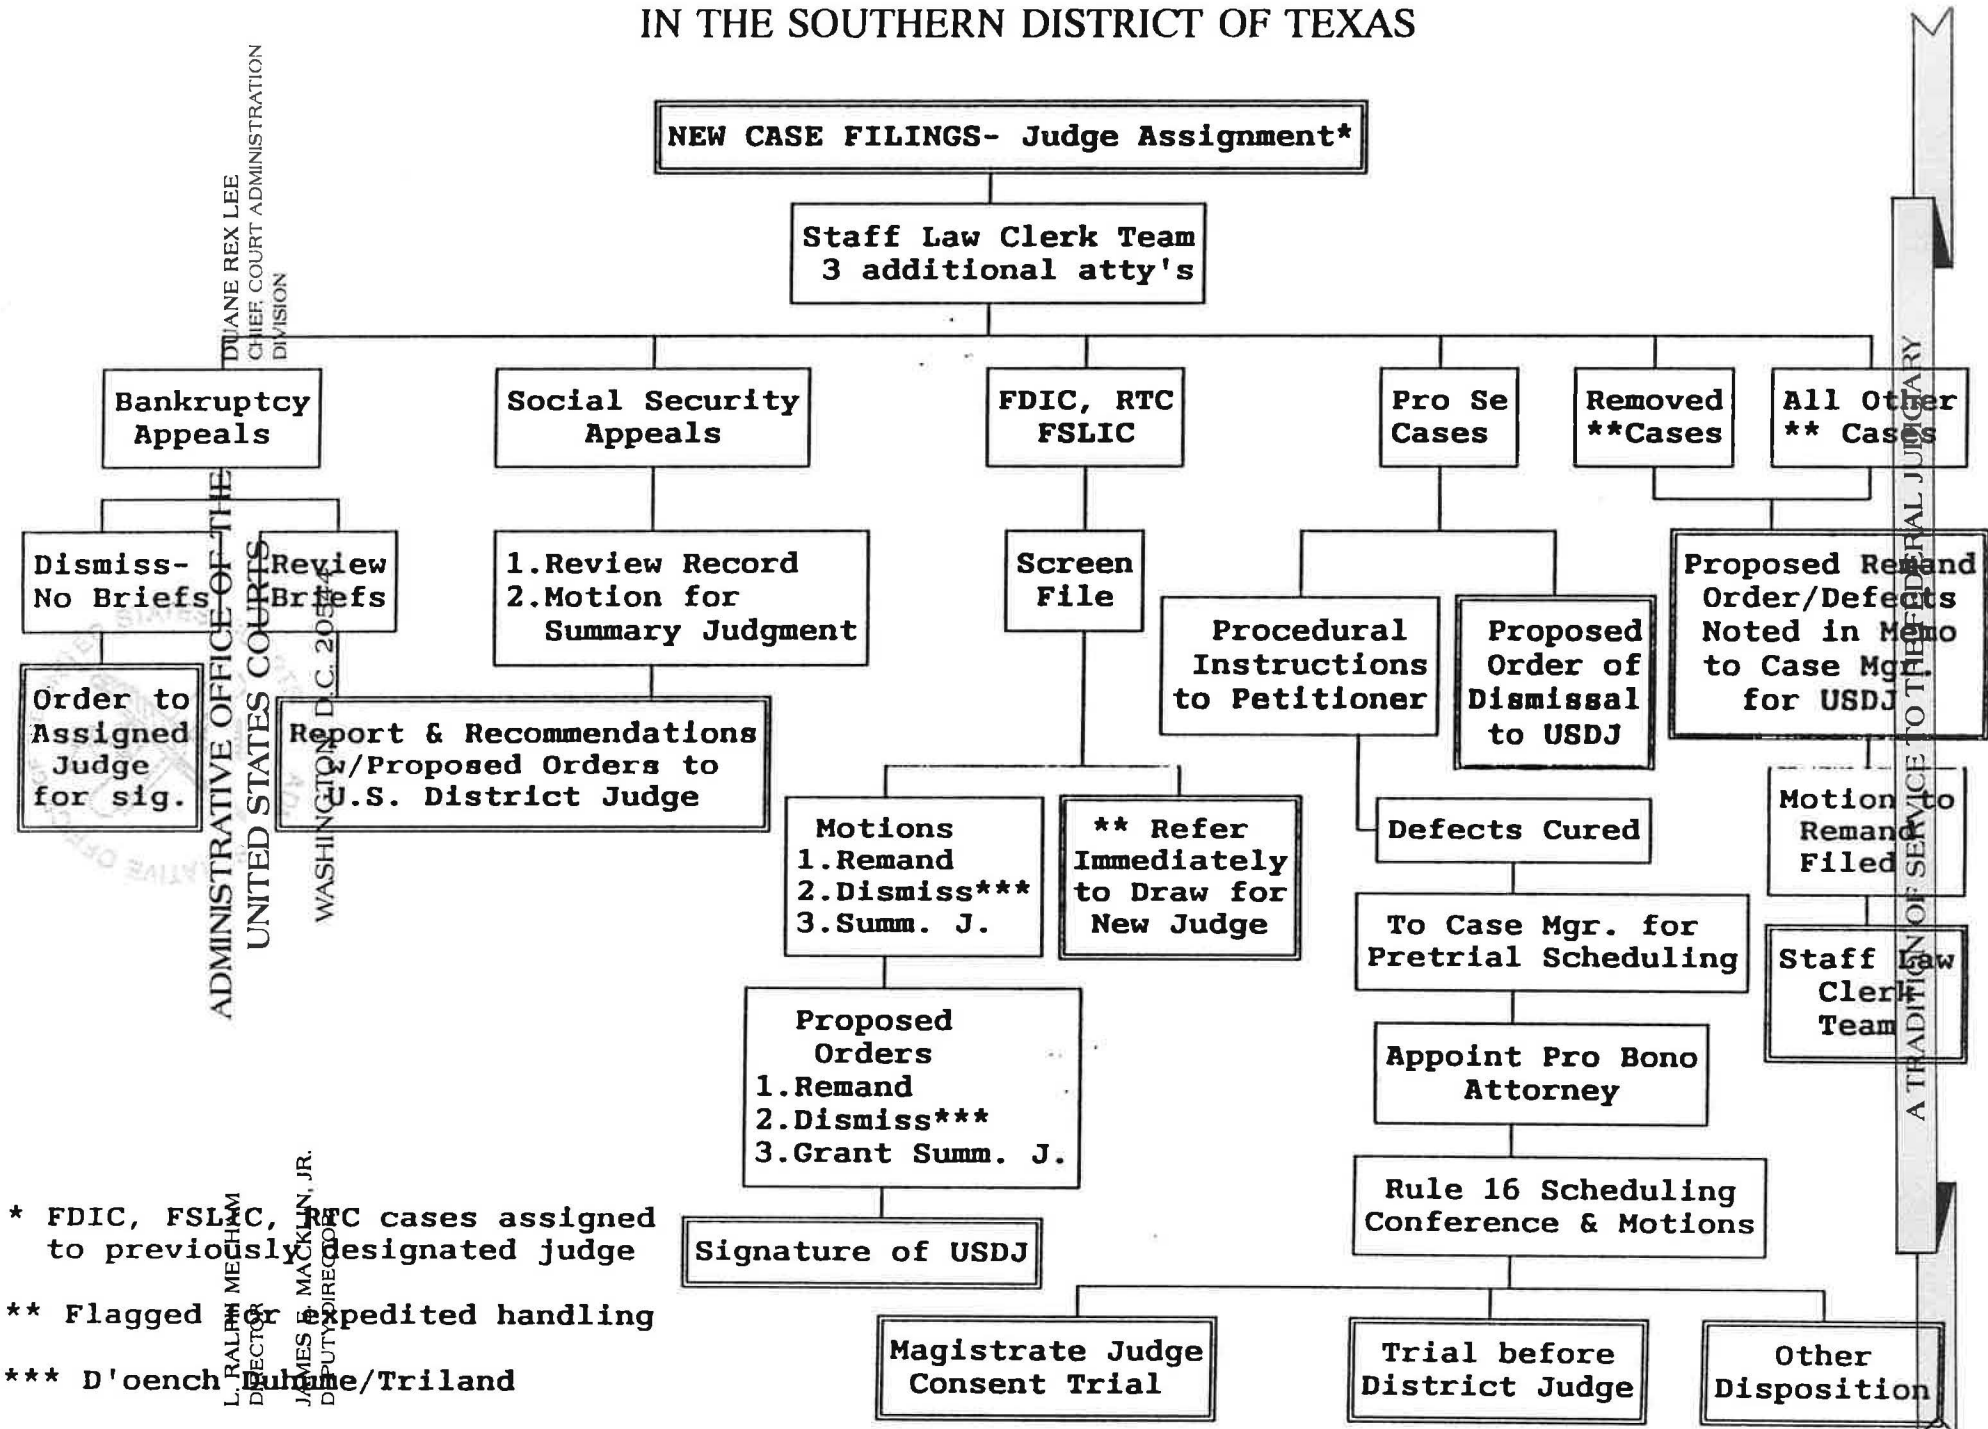 IN THE SOUTHERN DISTRICT OF TEXAS
NEW CASE FILINGS- Judge Assignment*
Staff Law Clerk Team
3 additional atty's
Bankruptcy
Appeals
Social Security
Appeals
FDIC, RTC
FSLIC
Pro Se
Cases
Removed
**Cases
All Other
** Cases
Dismiss-
No Briefs
Review
Briefs
Order to
Assigned
Judge
for sig.
1.Review Record
2.Motion for
Summary Judgment
Report & Recommendations
w/Proposed Orders to
U.S. District Judge
Screen
File
Motions
1.Remand
2.Dismiss***
3.Summ. J.
** Refer
Immediately
to Draw for
New Judge
Proposed
Orders
1.Remand
2.Dismiss***
3.Grant Summ. J.
Signature of USDJ
Procedural
Instructions
to Petitioner
Proposed
Order of
Dismissal
to USDJ
Defects Cured
To Case Mgr. for
Pretrial Scheduling
Appoint Pro Bono
Attorney
Rule 16 Scheduling
Conference & Motions
Magistrate Judge
Consent Trial
Trial before
District Judge
Other
Disposition
Proposed Remand
Order/Defects
Noted in Memo
to Case Mgr.
for USDJ
Motion to
Remand
Filed
Staff Law
Clerk
Team
* FDIC, FSLIC, RTC cases assigned
to previously designated judge
** Flagged for expedited handling
*** D'oench Duhume/Triland
DUANE REX LEE
CHIEF, COURT ADMINISTRATION
DIVISION
ADMINISTRATIVE OFFICE OF THE
UNITED STATES COURTS
WASHINGTON, D.C. 20544
L. RALPH MECHAM
DIRECTOR
JAMES E. MACKLIN, JR.
DEPUTY DIRECTOR
A TRADITION OF SERVICE TO THE FEDERAL JUDICIARY